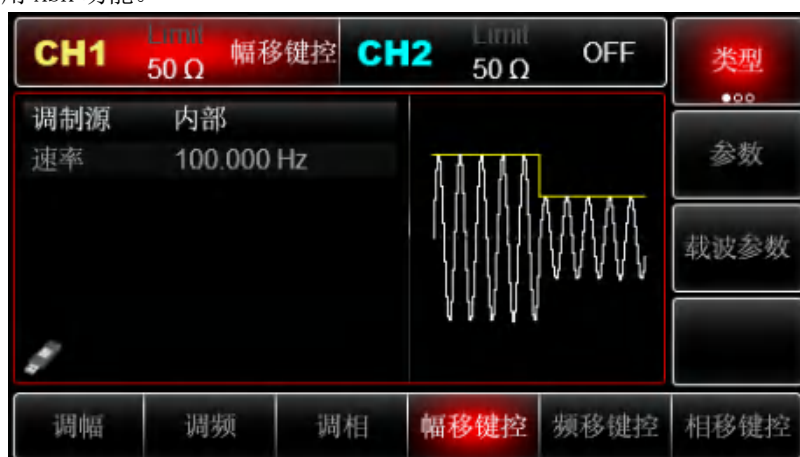 用 ASK 功能。
CH1 Limit 50 Ω 幅移键控 CH2 Limit 50 Ω OFF
类型
调制源 内部
速率 100.000 Hz
参数
载波参数
调幅 调频 调相 幅移键控 频移键控 相移键控